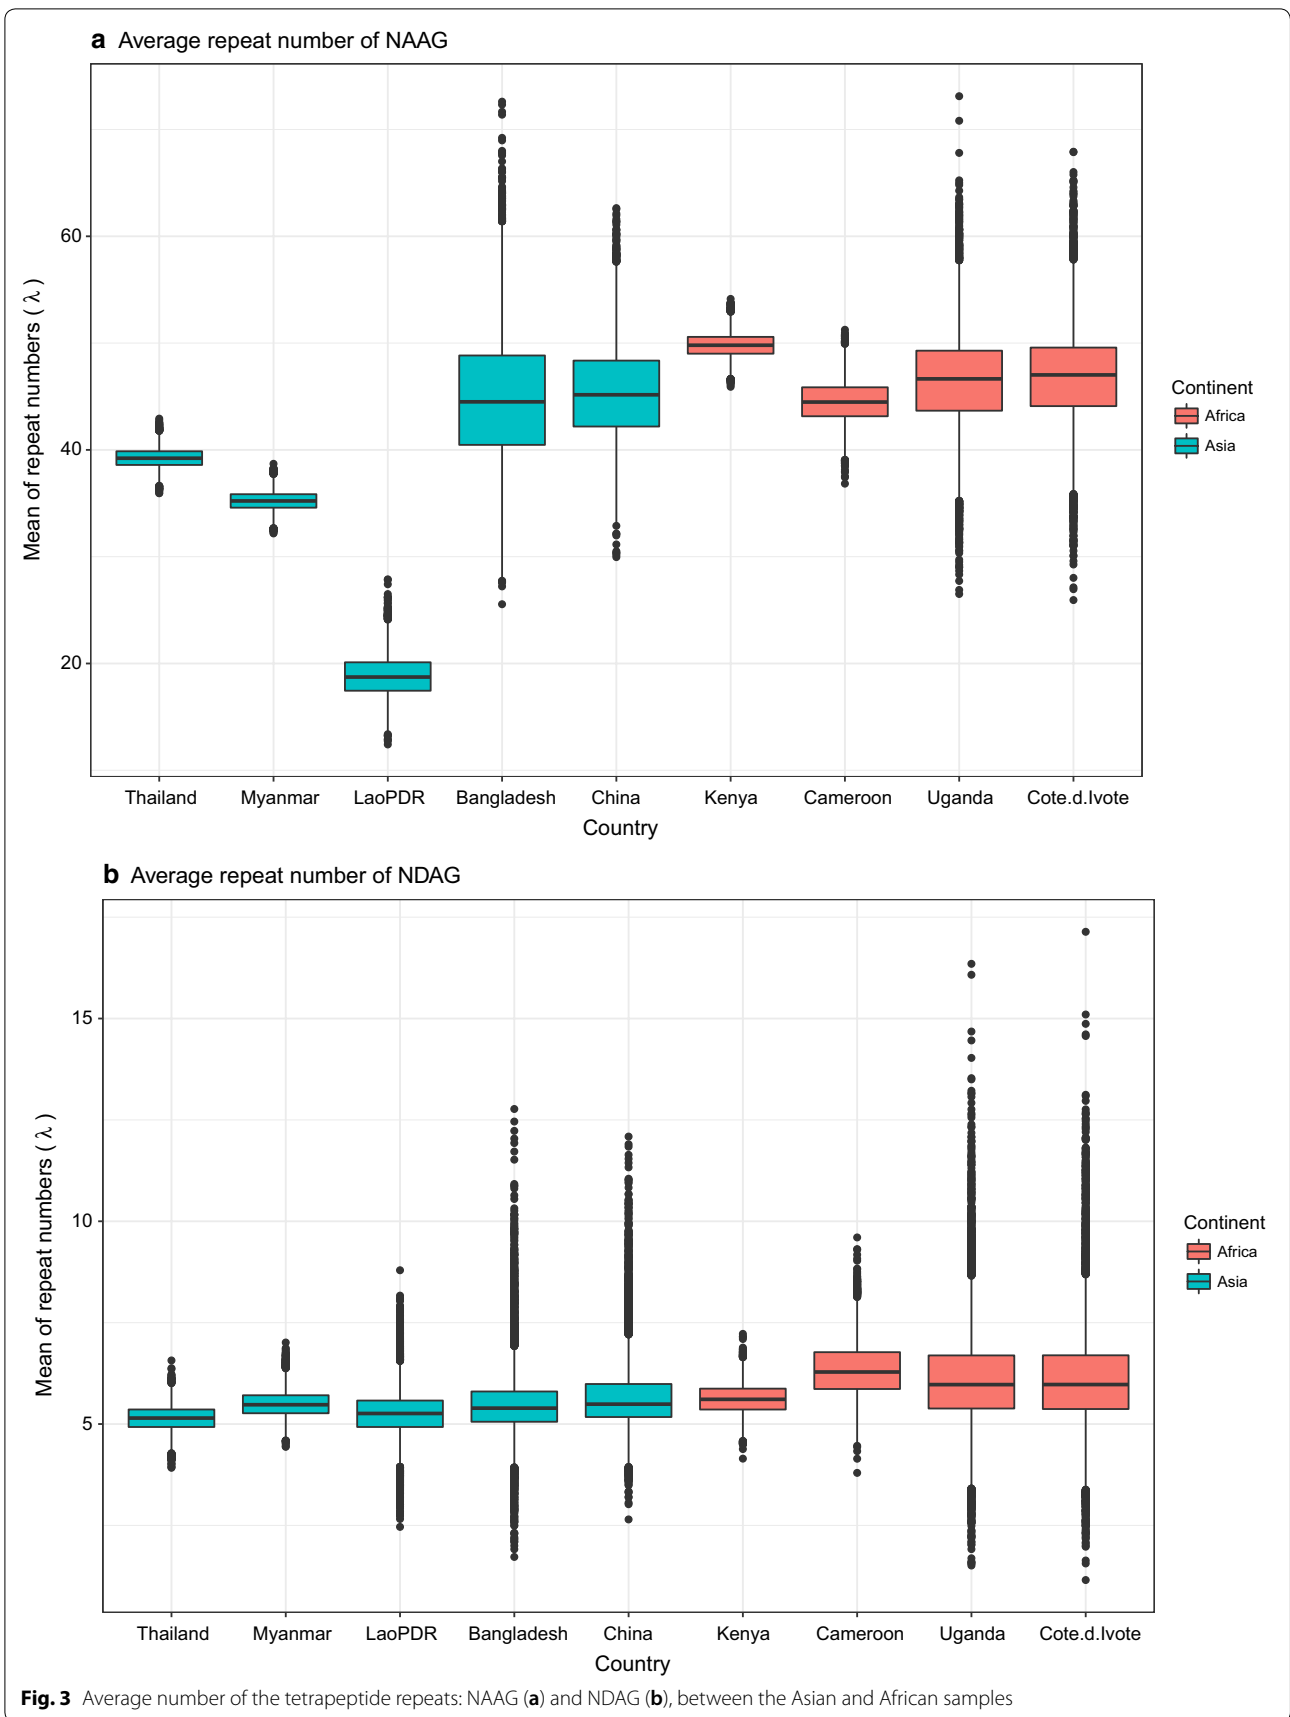 a Average repeat number of NAAG
Mean of repeat numbers ( λ )
60
40
20
Thailand Myanmar LaoPDR Bangladesh China Kenya Cameroon Uganda Cote.d.Ivote
Country
Continent
Africa
Asia
b Average repeat number of NDAG
Mean of repeat numbers ( λ )
15
10
5
Thailand Myanmar LaoPDR Bangladesh China Kenya Cameroon Uganda Cote.d.Ivote
Country
Continent
Africa
Asia
Fig. 3 Average number of the tetrapeptide repeats: NAAG (a) and NDAG (b), between the Asian and African samples